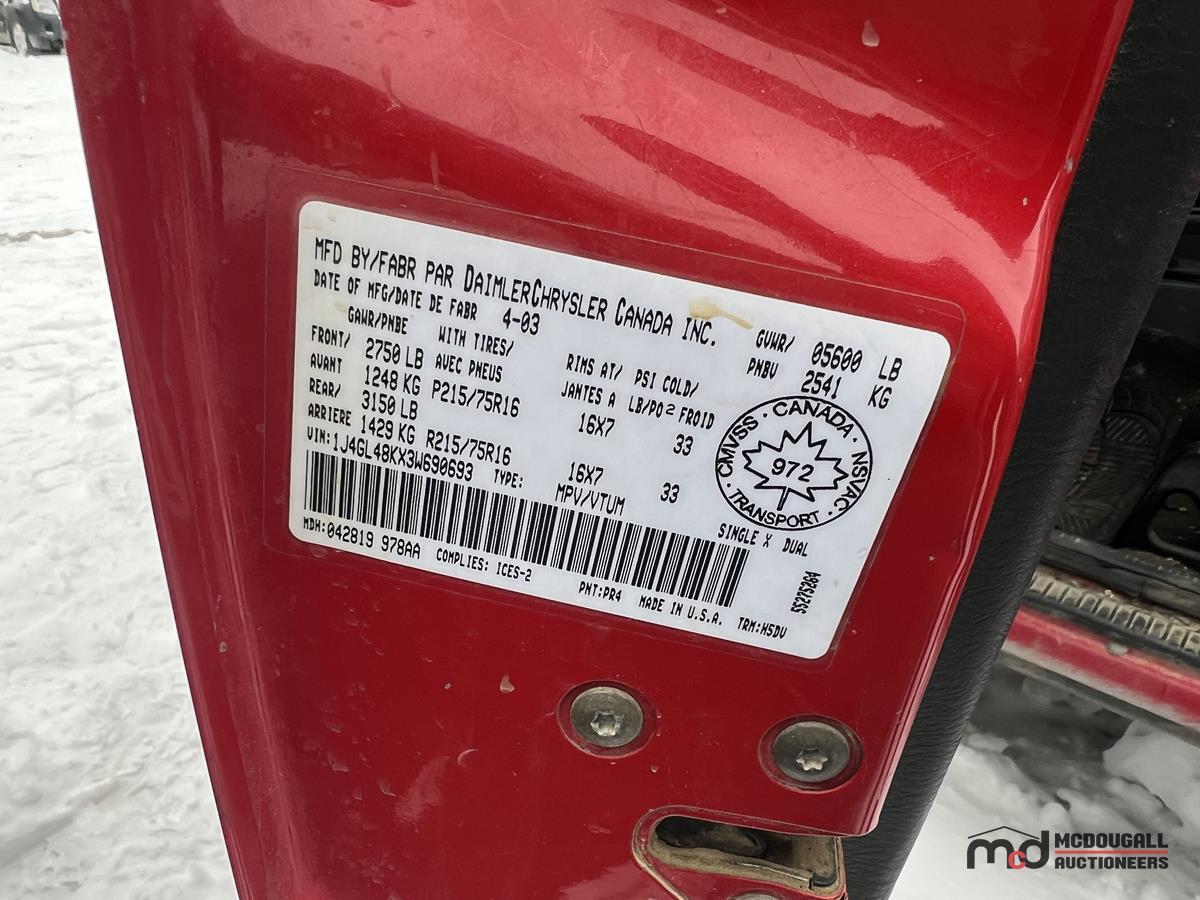 MFD BY/FABR PAR DAIMLERCHRYSLER CANADA INC.
DATE OF MFG/DATE DE FABR 4-03 GVWR/PNBV 05600 LB 2541 KG
GAWR/PNBE WITH TIRES/AVEC PNEUS RIMS AT/JANTES A PSI COLD/LB/PO² FROID
FRONT/AVANT 2750 LB 1248 KG P215/75R16 16X7 33
REAR/ARRIERE 3150 LB 1429 KG R215/75R16 16X7 33
VIN:1J4GL48KX3W690693 TYPE: MPV/VTUM SINGLE X DUAL
CANADA · NSVAC · TRANSPORT · CMVSS
972
MDH:042819 978AA COMPLIES: ICES-2 PNT:PR4 MADE IN U.S.A. TRM:H5DV
55275264
mcd MCDOUGALL
AUCTIONEERS